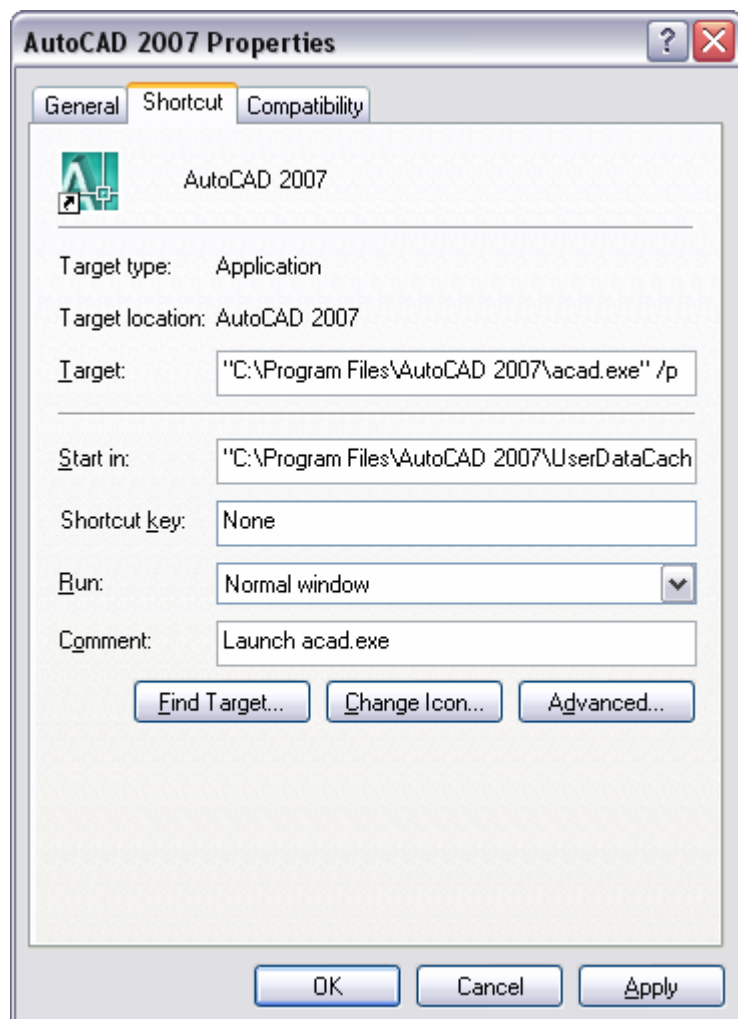 AutoCAD 2007 Properties
General Shortcut Compatibility
AutoCAD 2007
Target type: Application
Target location: AutoCAD 2007
Target: "C:\Program Files\AutoCAD 2007\acad.exe" /p
Start in: "C:\Program Files\AutoCAD 2007\UserDataCach
Shortcut key: None
Run: Normal window
Comment: Launch acad.exe
Find Target... Change Icon... Advanced...
OK Cancel Apply